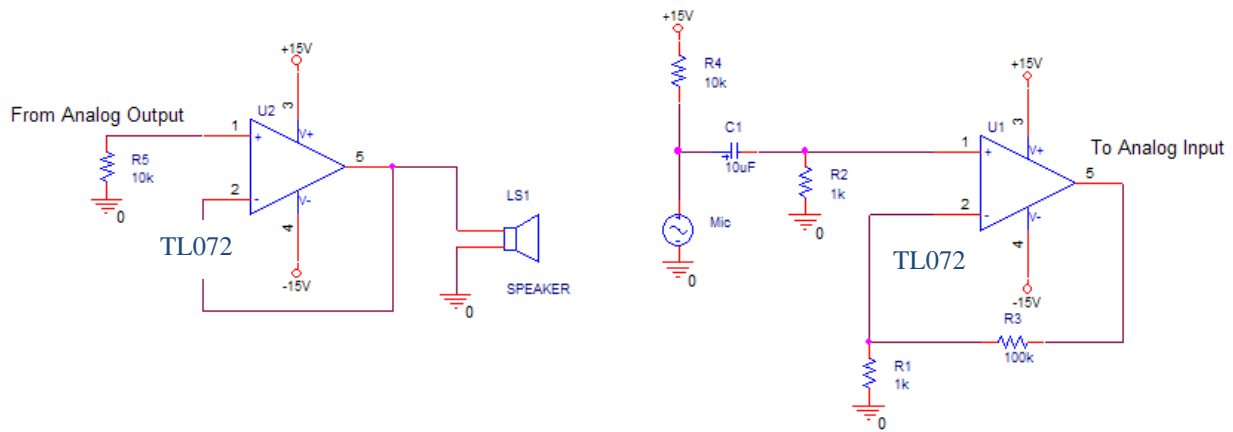 +15V
U2
From Analog Output
3
V+
1
+
R5
10k
5
2
-
V-
0
TL072
4
-15V
LS1
SPEAKER
0
+15V
R4
10k
C1
10uF
R2
1k
0
Mic
0
+15V
U1
3
V+
1
+
To Analog Input
5
2
-
V-
TL072
4
-15V
R3
100k
R1
1k
0